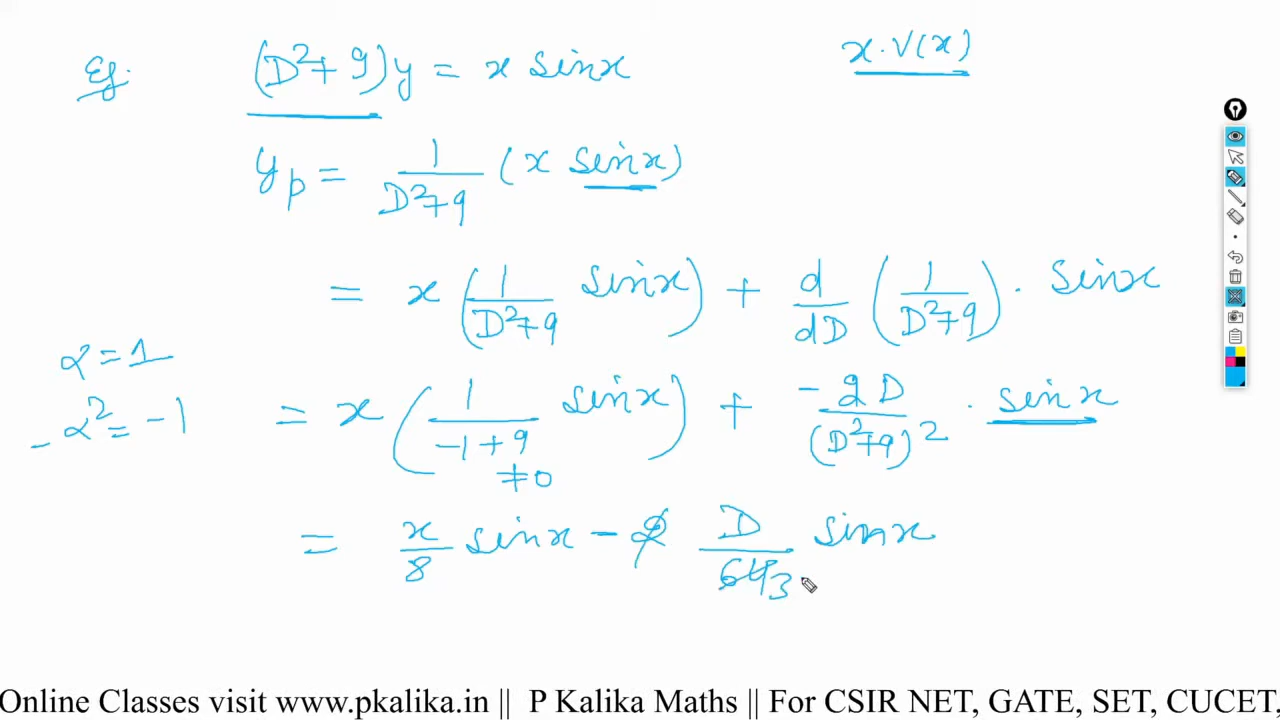 Eg. (D²+9)y = x sinx x·V(x)
y_p = 1/(D²+9) (x sinx)
= x (1/(D²+9) sinx) + d/dD (1/(D²+9)) · sinx
α = 1
-α² = -1 = x (1/(-1+9) sinx) + -2D/(D²+9)² · sinx
≠0
= x/8 sinx - 2 D/64 3 sinx
Online Classes visit www.pkalika.in || P Kalika Maths || For CSIR NET, GATE, SET, CUCET,